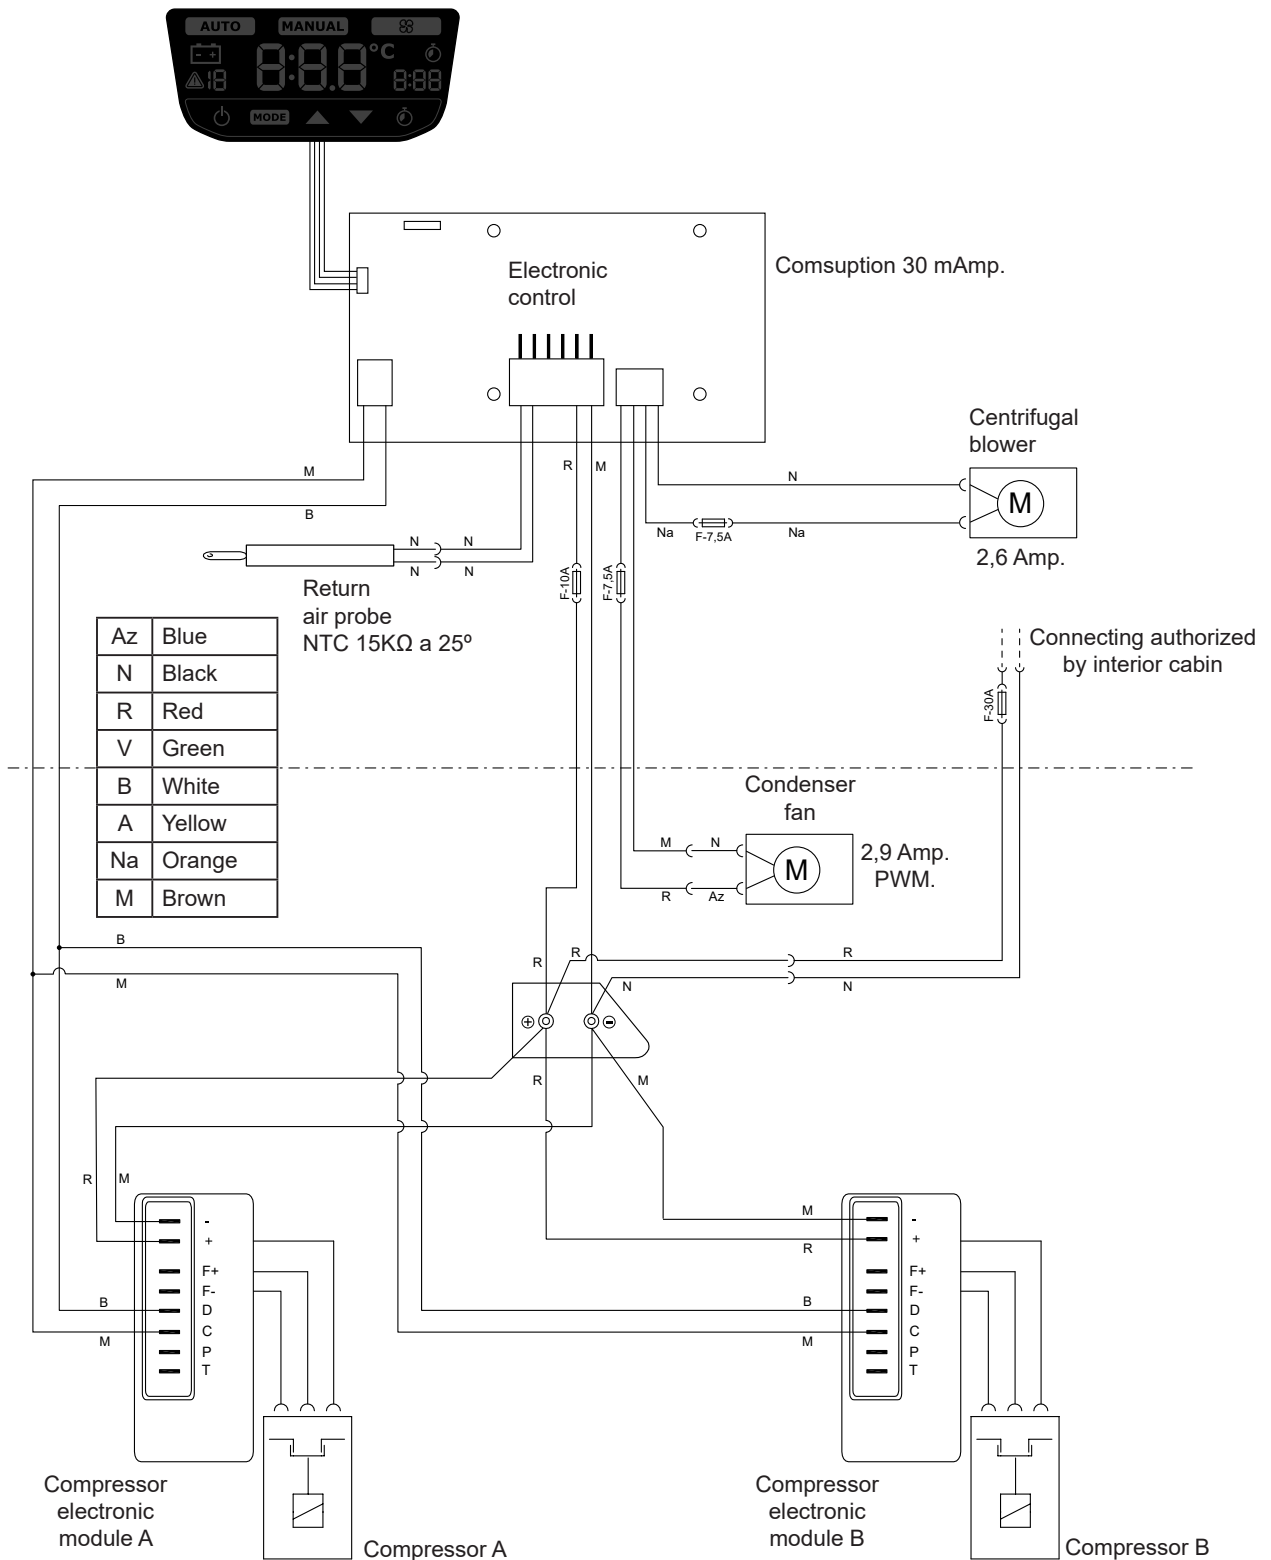 AUTO MANUAL
8:8.8 °C
18 8:88
MODE
Electronic
control
Comsuption 30 mAmp.
Centrifugal
blower
M
2,6 Amp.
R M
N
Na F-7,5A Na
M
B
N N
N N
Return
air probe
NTC 15KΩ a 25º
F-10A
F-7,5A
Connecting authorized
by interior cabin
F-30A
Az Blue
N Black
R Red
V Green
B White
A Yellow
Na Orange
M Brown
Condenser
fan
M N
M
R Az
2,9 Amp.
PWM.
B
M
R R R
N N
+ -
R M
R M
M
R
B
M
-
+
F+
F-
D
C
P
T
B
M
M
R
B
M
-
+
F+
F-
D
C
P
T
Compressor
electronic
module A
Compressor A
Compressor
electronic
module B
Compressor B